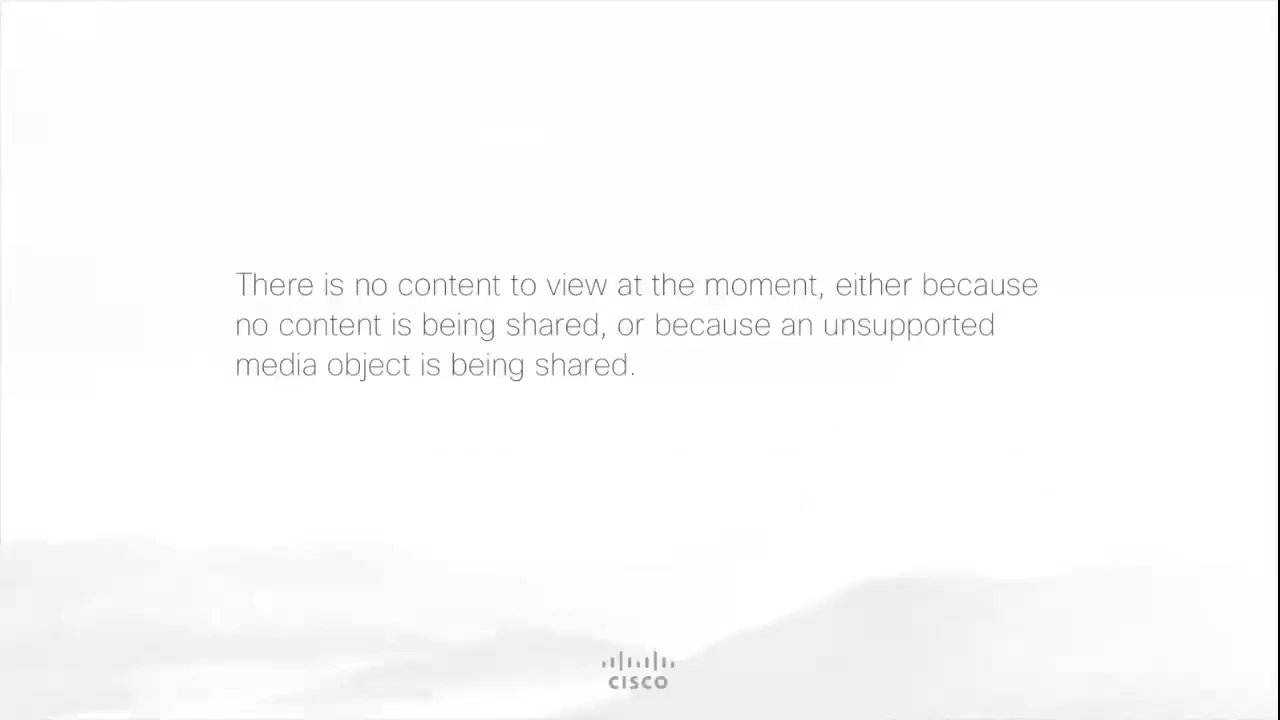 There is no content to view at the moment, either because
no content is being shared, or because an unsupported
media object is being shared.
CISCO